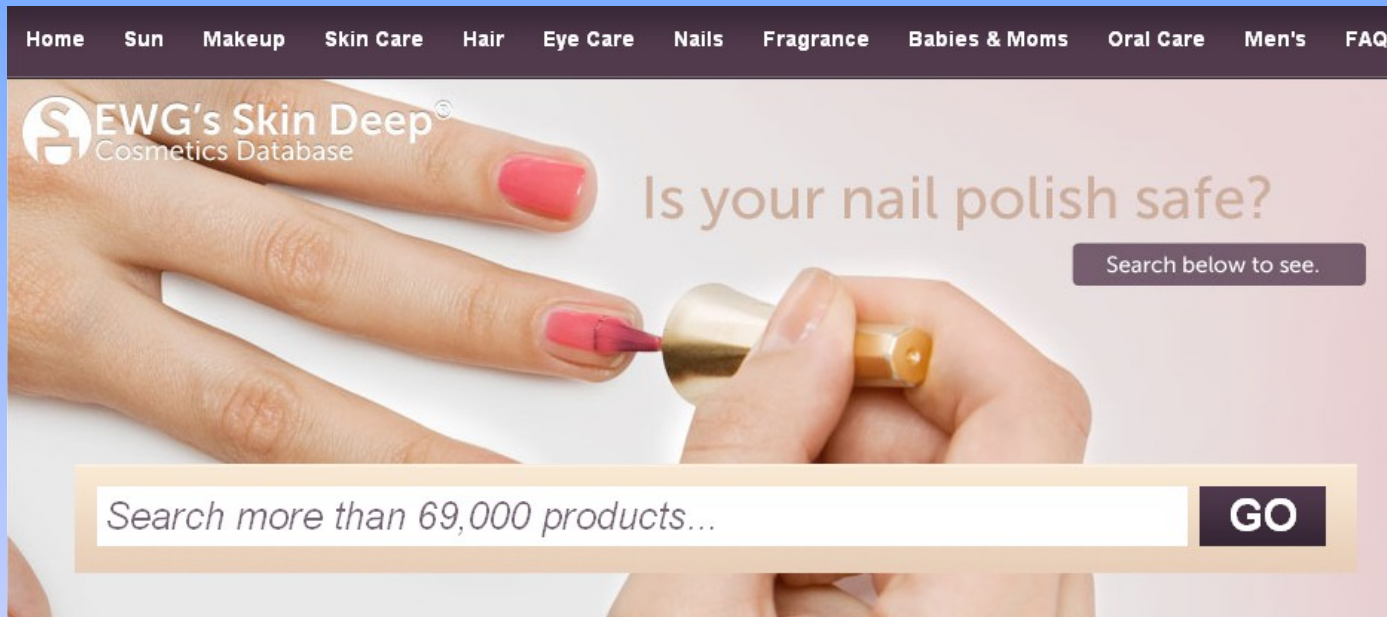 Home Sun Makeup Skin Care Hair Eye Care Nails Fragrance Babies & Moms Oral Care Men's FAQ
EWG's Skin Deep®
Cosmetics Database
Is your nail polish safe?
Search below to see.
Search more than 69,000 products...
GO